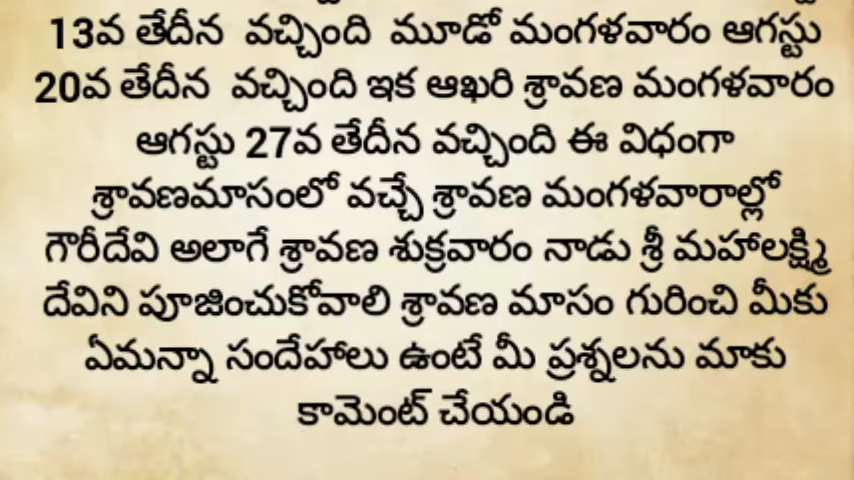 13వ తేదీన వచ్చింది మూడో మంగళవారం ఆగస్టు
20వ తేదీన వచ్చింది ఇక ఆఖరి శ్రావణ మంగళవారం
ఆగస్టు 27వ తేదీన వచ్చింది ఈ విధంగా
శ్రావణమాసంలో వచ్చే శ్రావణ మంగళవారాల్లో
గౌరీదేవి అలాగే శ్రావణ శుక్రవారం నాడు శ్రీ మహాలక్ష్మి
దేవిని పూజించుకోవాలి శ్రావణ మాసం గురించి మీకు
ఏమన్నా సందేహాలు ఉంటే మీ ప్రశ్నలను మాకు
కామెంట్ చేయండి